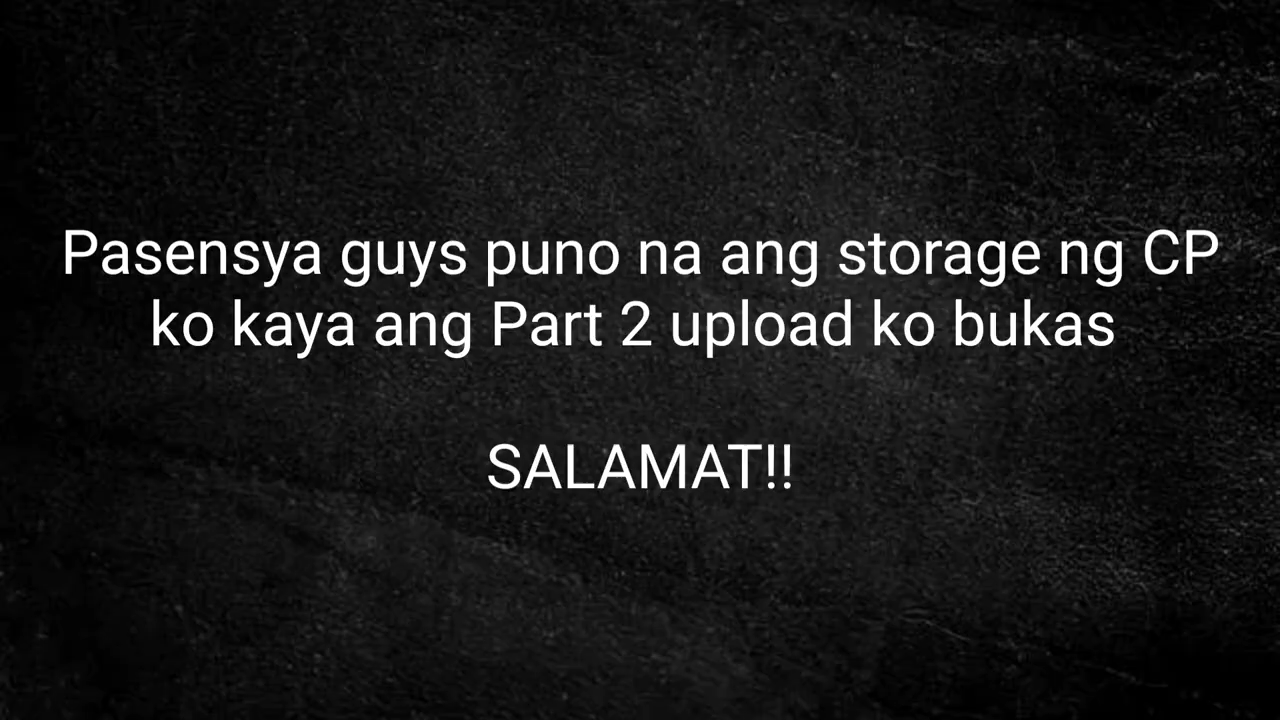 Pasensya guys puno na ang storage ng CP
ko kaya ang Part 2 upload ko bukas
SALAMAT!!